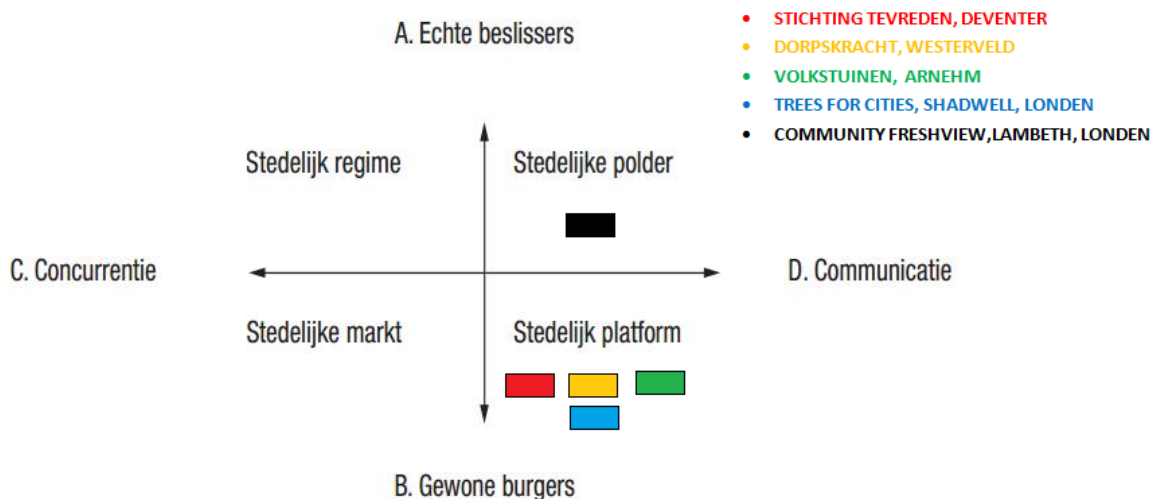 A. Echte beslissers
• STICHTING TEVREDEN, DEVENTER
• DORPSKRACHT, WESTERVELD
• VOLKSTUINEN, ARNEHM
• TREES FOR CITIES, SHADWELL, LONDEN
• COMMUNITY FRESHVIEW,LAMBETH, LONDEN
Stedelijk regime
Stedelijke polder
C. Concurrentie
D. Communicatie
Stedelijke markt
Stedelijk platform
B. Gewone burgers